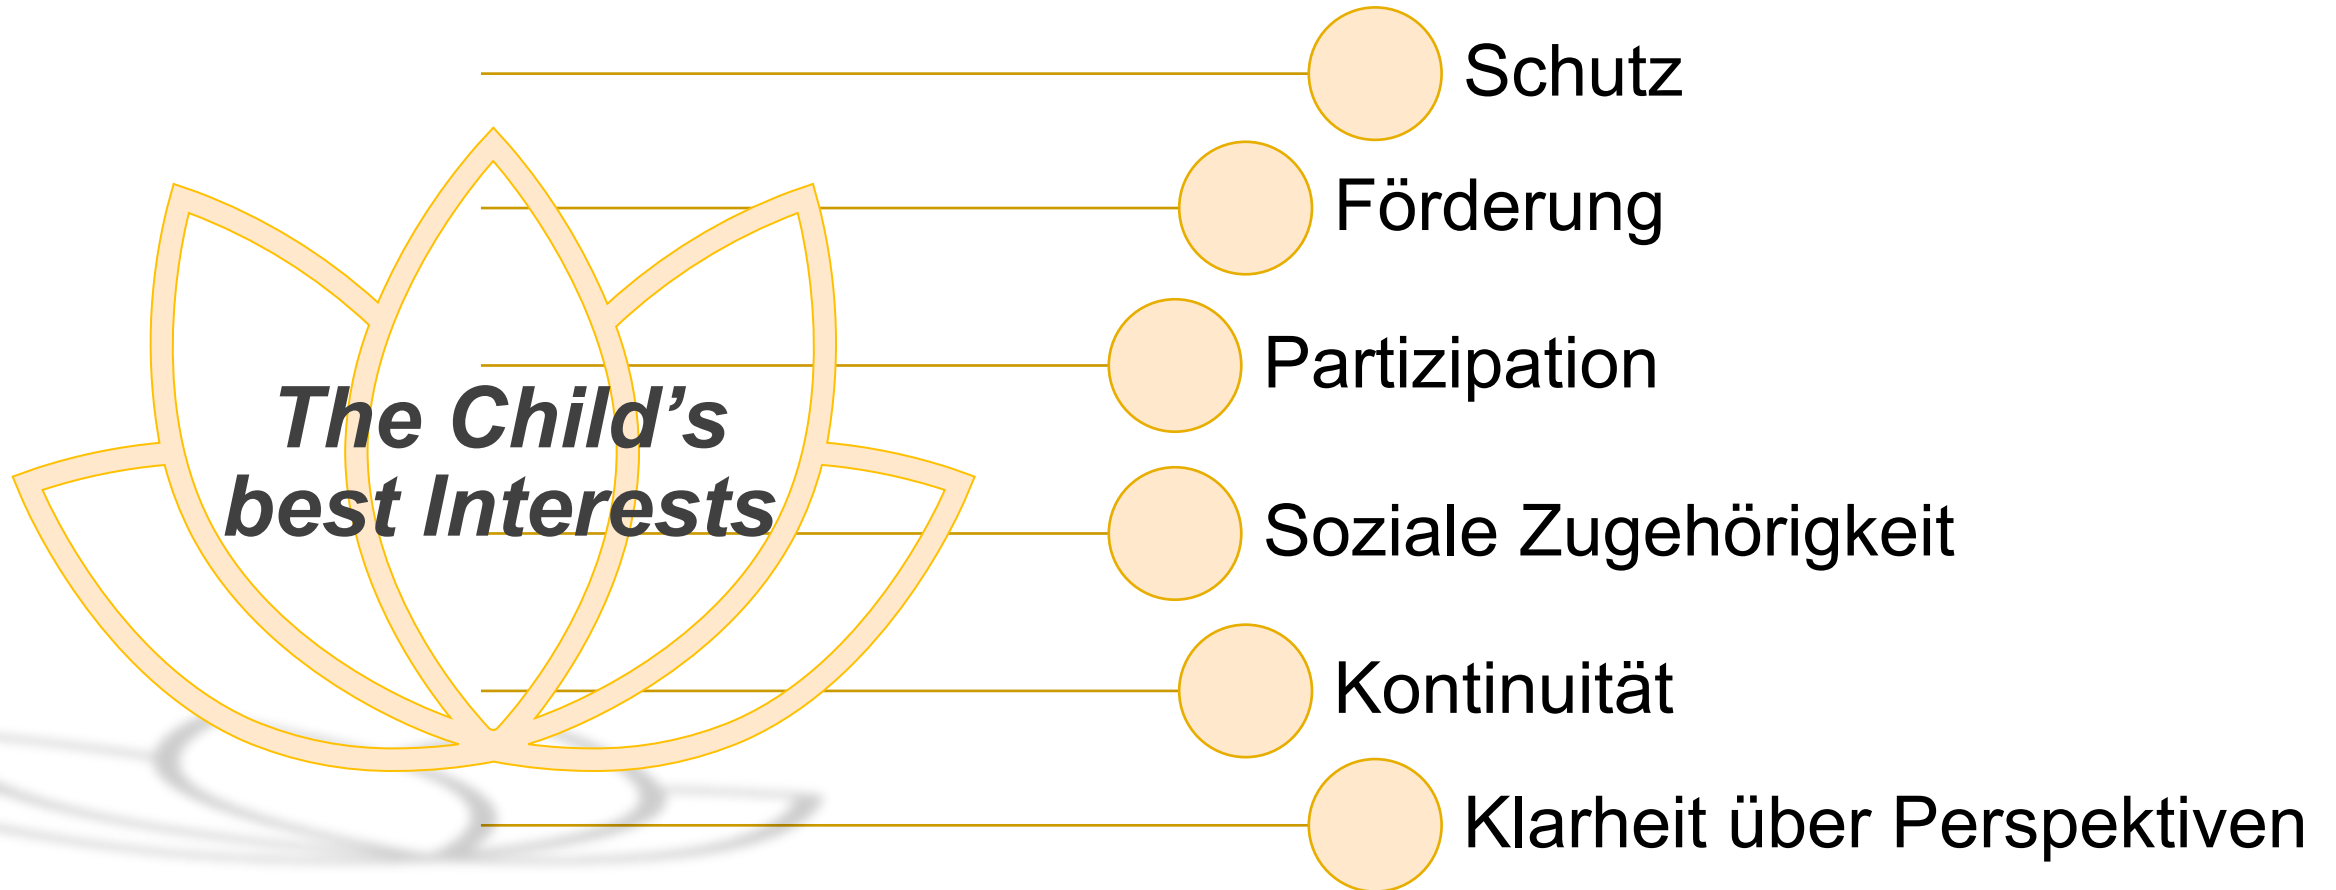 The Child’s
best Interests
Schutz
Förderung
Partizipation
Soziale Zugehörigkeit
Kontinuität
Klarheit über Perspektiven